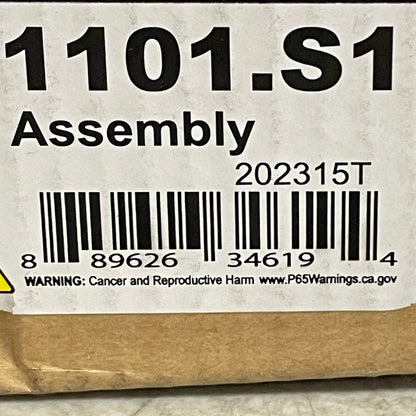 1101.S1
Assembly
202315T
8 89626 34619 4
WARNING: Cancer and Reproductive Harm www.P65Warnings.ca.gov